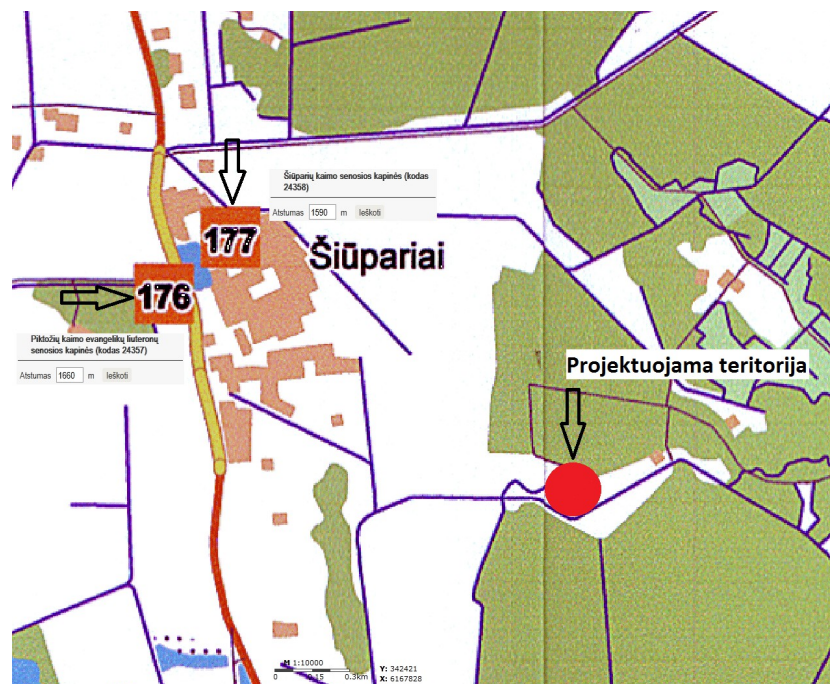 Šiūparių kaimo senosios kapinės (kodas
24358)
Atstumas 1590 m Ieškoti
177
Šiūpariai
176
Piktožių kaimo evangelikų liuteronų
senosios kapinės (kodas 24357)
Atstumas 1660 m Ieškoti
Projektuojama teritorija
M 1:10000
0 0.15 0.3km
Y: 342421
X: 6167828